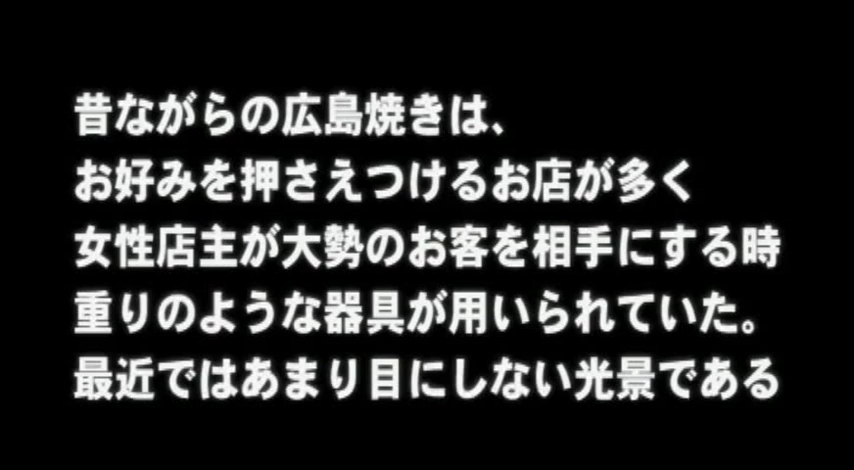 昔ながらの広島焼きは、
お好みを押さえつけるお店が多く
女性店主が大勢のお客を相手にする時
重りのような器具が用いられていた。
最近ではあまり目にしない光景である